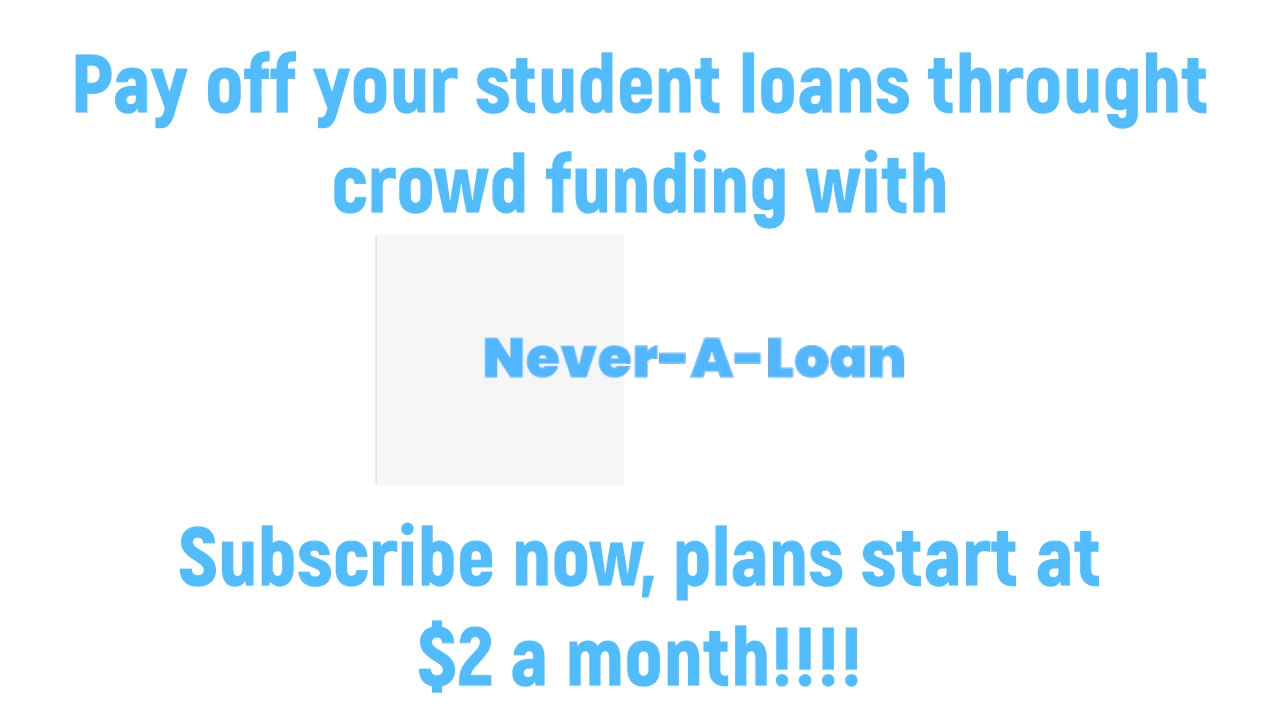 Pay off your student loans throught
crowd funding with
Never-A-Loan
Subscribe now, plans start at
$2 a month!!!!